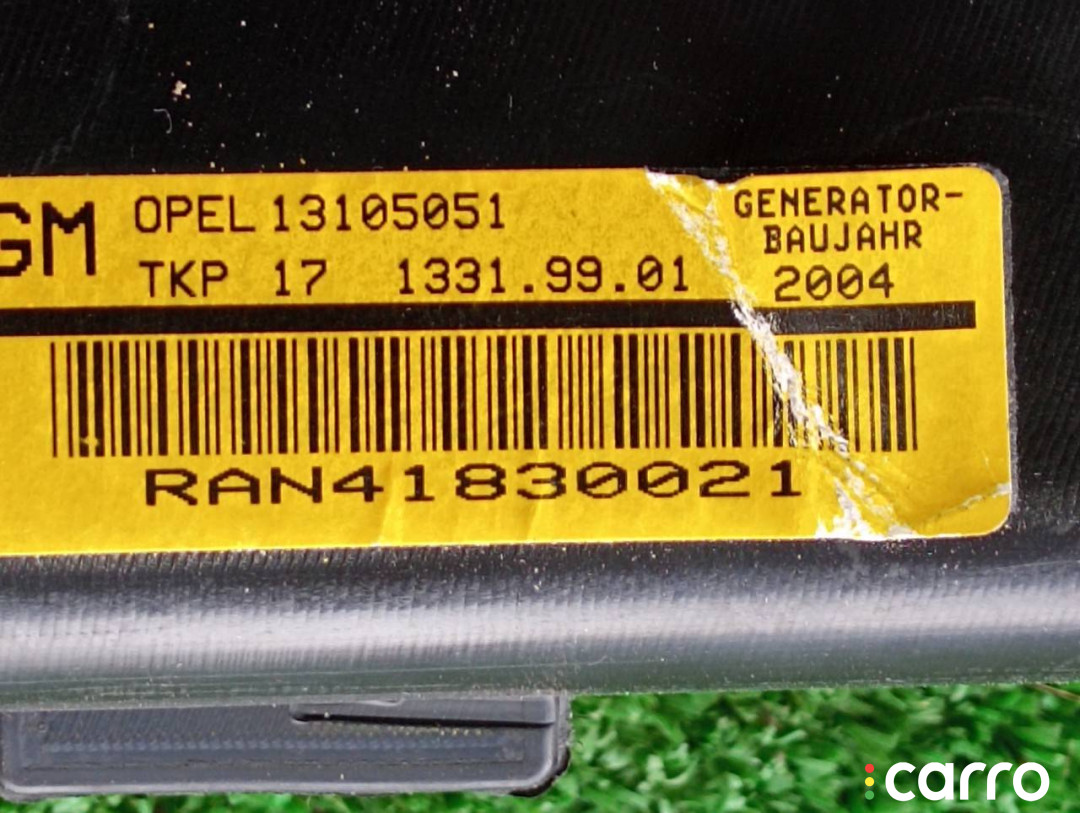 GM OPEL 13105051
TKP 17 1331.99.01
GENERATOR-
BAUJAHR
2004
RAN41830021
carro